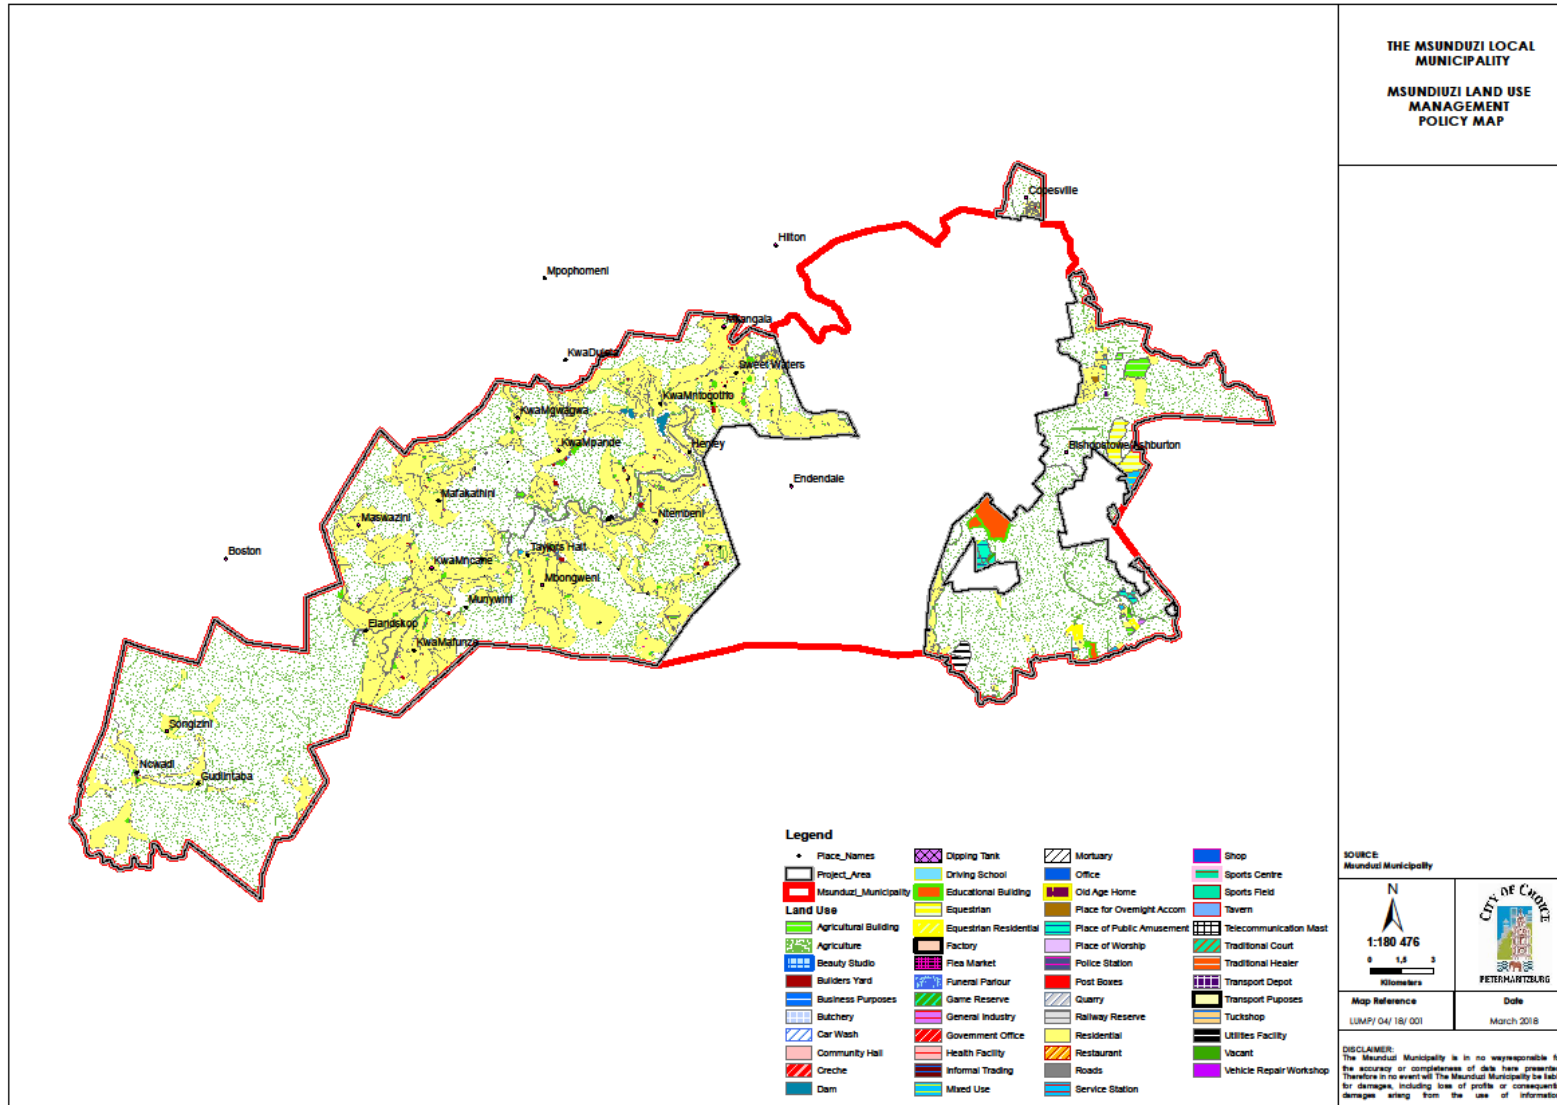 THE MSUNDUZI LOCAL
MUNICIPALITY
MSUNDIUZI LAND USE
MANAGEMENT
POLICY MAP
Copesville
Hilton
Mpophomeni
Mkangala
Sweet Waters
KwaMntogotho
KwaMgwagwa
KwaMpande
Henley
Bishopstowe/Ashburton
Endendale
Mafakathini
Maswazini
Ntembeni
Boston
Taylors Halt
KwaMncane
Mbongweni
Elandskop
KwaMafunze
Songizini
Ncwadi
Gudlintaba
Legend
Place_Names
Project_Area
Msunduzi_Municipality
Land Use
Agricultural Building
Agriculture
Beauty Studio
Builders Yard
Business Purposes
Butchery
Car Wash
Community Hall
Creche
Dam
Dipping Tank
Driving School
Educational Building
Equestrian
Equestrian Residential
Factory
Flea Market
Funeral Parlour
Game Reserve
General Industry
Government Office
Health Facility
Informal Trading
Mixed Use
Mortuary
Office
Old Age Home
Place for Overnight Accom
Place of Public Amusement
Place of Worship
Police Station
Post Boxes
Quarry
Railway Reserve
Residential
Restaurant
Roads
Service Station
Shop
Sports Centre
Sports Field
Tavern
Telecommunication Mast
Traditional Court
Traditional Healer
Transport Depot
Transport Puposes
Tuckshop
Utilities Facility
Vacant
Vehicle Repair Workshop
SOURCE:
Msunduzi Municipality
N
1:180 476
0 1,5 3
Kilometers
CITY OF CHOICE
PIETERMARITZBURG
Map Reference
LUMP/ 04/ 18/ 001
Date
March 2018
DISCLAIMER:
The Msunduzi Municipality is in no wayresponsible
the accuracy or completeness of data here
Therefore in no event will The Msunduzi Municipality be
for damages, including loss of profits or
damages arising from the use of